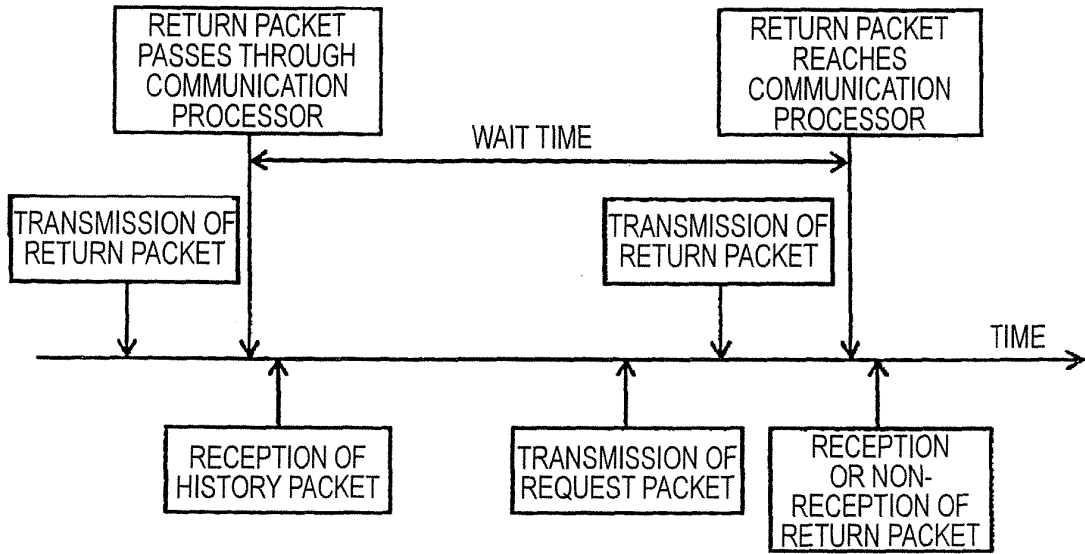 RETURN PACKET
PASSES THROUGH
COMMUNICATION
PROCESSOR
RETURN PACKET
REACHES
COMMUNICATION
PROCESSOR
WAIT TIME
TRANSMISSION OF
RETURN PACKET
TRANSMISSION OF
RETURN PACKET
TIME
RECEPTION OF
HISTORY PACKET
TRANSMISSION OF
REQUEST PACKET
RECEPTION
OR NON-
RECEPTION OF
RETURN PACKET